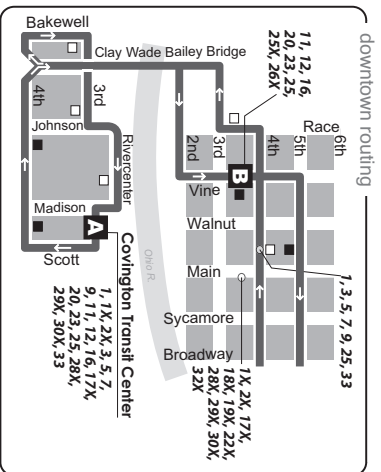 downtown routing
Bakewell
Clay Wade Bailey Bridge
11, 12, 16,
20, 23, 25,
25X, 26X
Race
6th
5th
4th
3rd
2nd
4th
3rd
Johnson
Rivercenter
B
Vine
Madison
A
Walnut
Scott
Ohio R.
Main
Sycamore
Broadway
1, 3, 5, 7, 9, 25, 33
Covington Transit Center
1, 1X, 2X, 3, 5, 7,
9, 11, 12, 16, 17X,
20, 23, 25, 28X,
29X, 30X, 33
1X, 2X, 17X,
18X, 19X, 22X,
28X, 29X, 30X,
32X